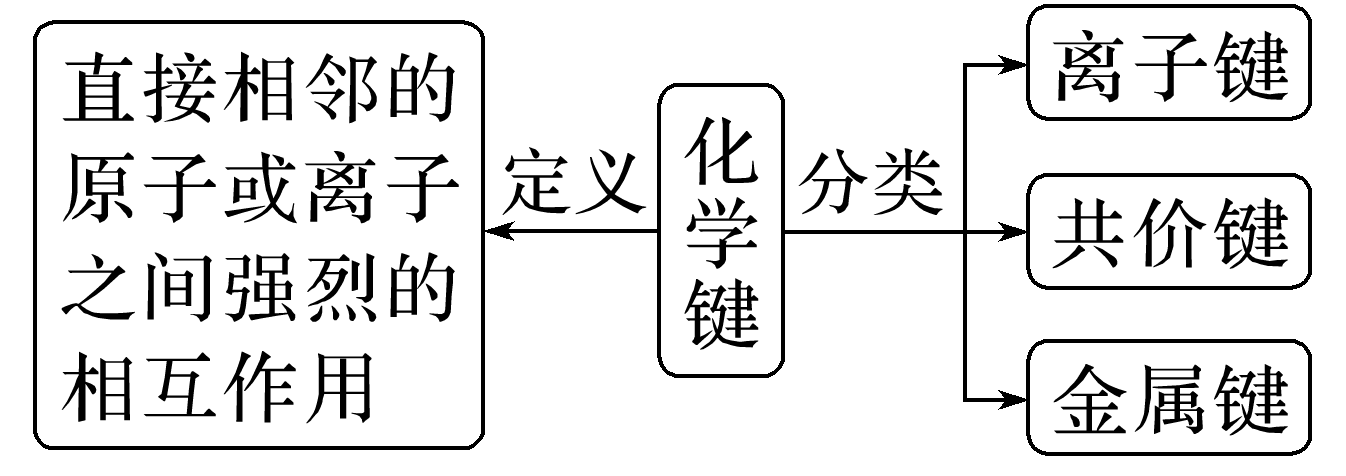 直接相邻的
原子或离子
之间强烈的
相互作用
定义
化学键
分类
离子键
共价键
金属键